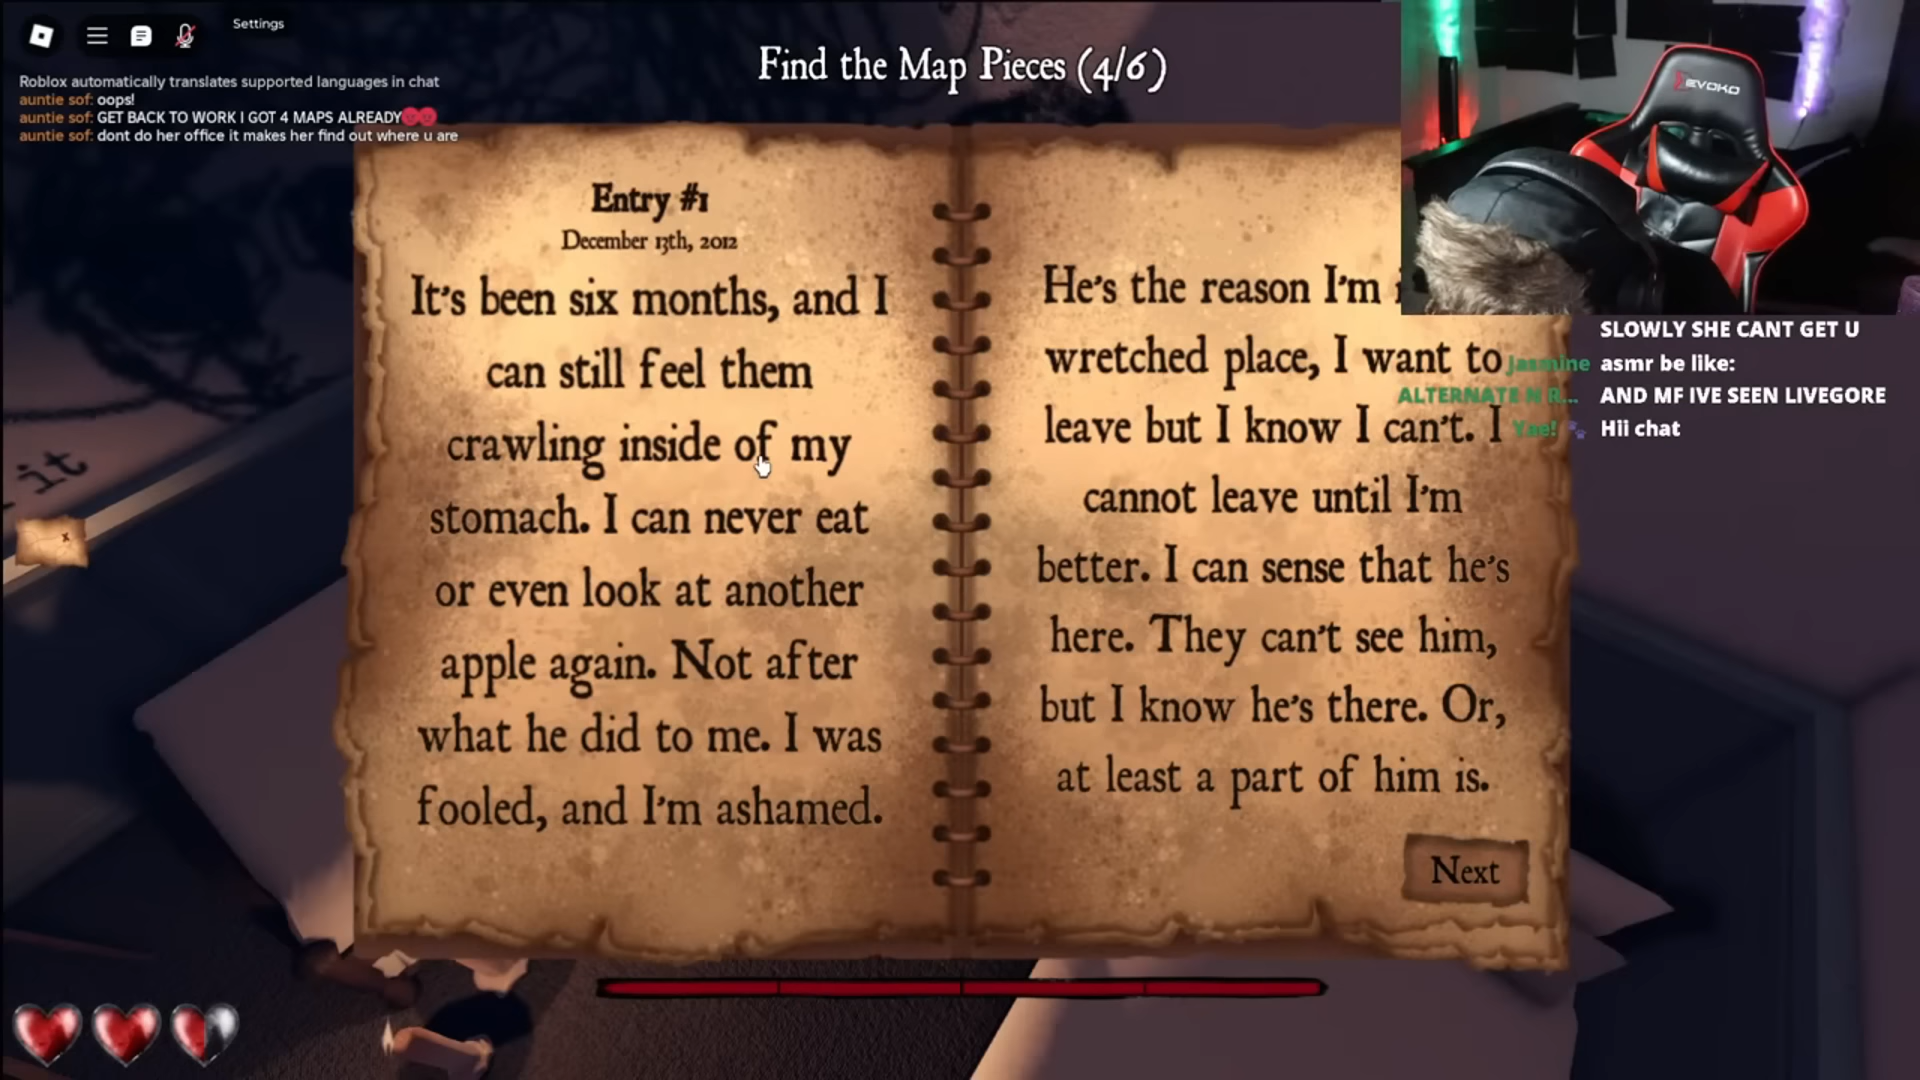 Settings
Roblox automatically translates supported languages in chat
auntie sof: oops!
auntie sof: GET BACK TO WORK I GOT 4 MAPS ALREADY
auntie sof: dont do her office it makes her find out where u are
Find the Map Pieces (4/6)
EVOKO
Entry #1
December 13th, 2012
It's been six months, and I
can still feel them
crawling inside of my
stomach. I can never eat
or even look at another
apple again. Not after
what he did to me. I was
fooled, and I'm ashamed.
He's the reason I'm
wretched place, I want to
leave but I know I can't. I
cannot leave until I'm
better. I can sense that he's
here. They can't see him,
but I know he's there. Or,
at least a part of him is.
Next
SLOWLY SHE CANT GET U
Jasmine asmr be like:
ALTERNATE N R... AND MF IVE SEEN LIVEGORE
Yae! Hii chat
it